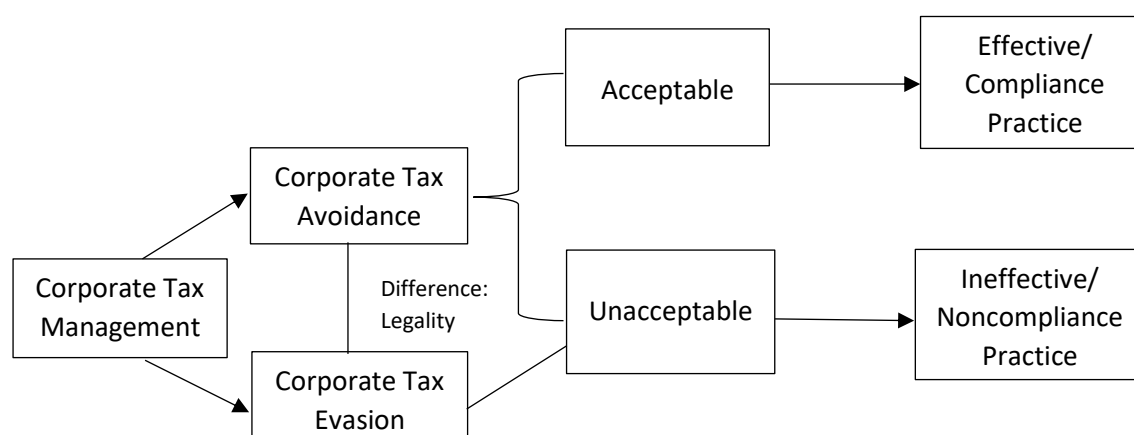 Effective/
Compliance
Practice
Acceptable
Corporate Tax
Avoidance
Corporate Tax
Management
Difference:
Legality
Unacceptable
Ineffective/
Noncompliance
Practice
Corporate Tax
Evasion